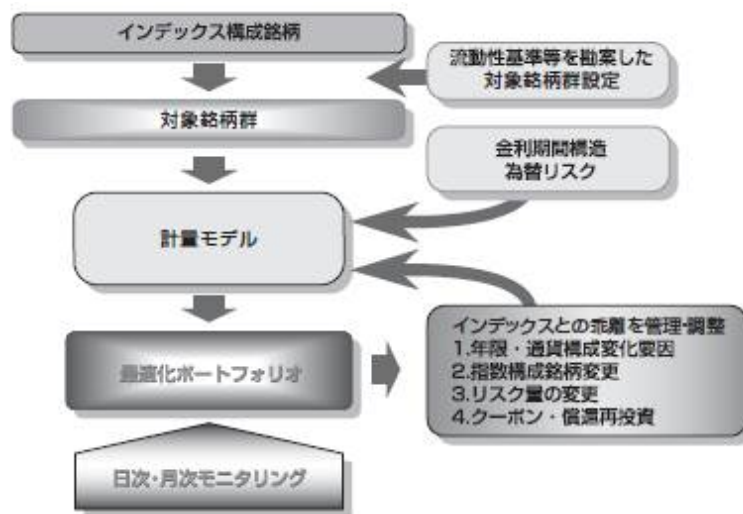 インデックス構成銘柄
流動性基準等を勘案した
対象銘柄群設定
対象銘柄群
金利期間構造
為替リスク
計量モデル
最適化ポートフォリオ
インデックスとの乖離を管理・調整
1.年限・通貨構成変化要因
2.指数構成銘柄変更
3.リスク量の変更
4.クーポン・償還再投資
日次・月次モニタリング